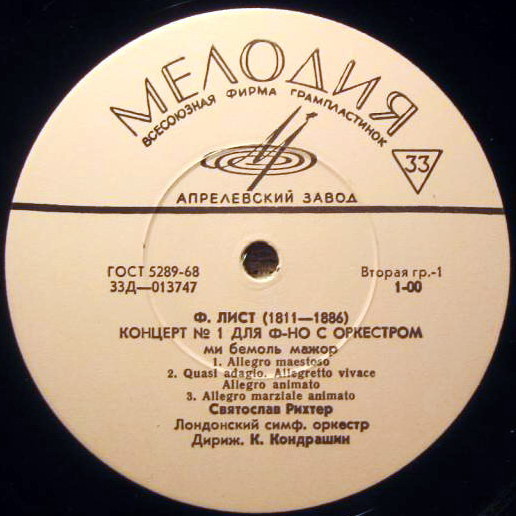 МЕЛОДИЯ
ВСЕСОЮЗНАЯ ФИРМА ГРАМПЛАСТИНОК
33
АПРЕЛЕВСКИЙ ЗАВОД
ГОСТ 5289-68
Вторая гр.-1
33Д—013747
1-00
Ф. ЛИСТ (1811—1886)
КОНЦЕРТ № 1 ДЛЯ Ф-НО С ОРКЕСТРОМ
ми бемоль мажор
1. Allegro maestoso
2. Quasi adagio. Allegretto vivace
Allegro animato
3. Allegro marziale animato
Святослав Рихтер
Лондонский симф. оркестр
Дириж. К. Кондрашин